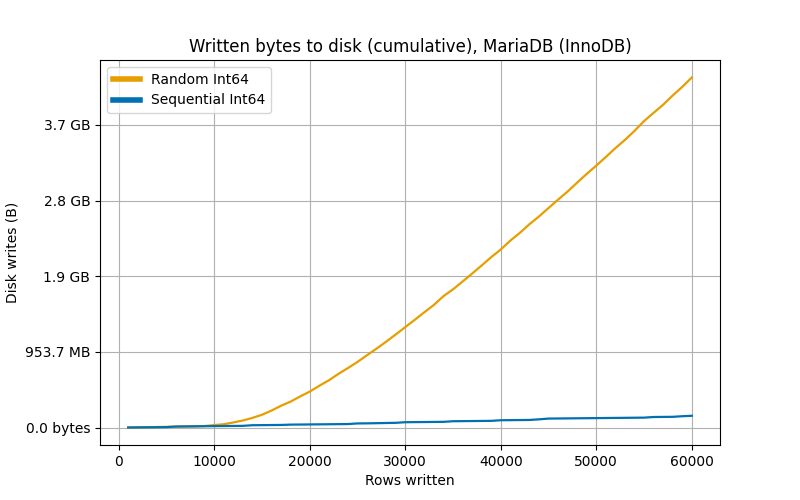 Written bytes to disk (cumulative), MariaDB (InnoDB)
Random Int64
Sequential Int64
Disk writes (B)
3.7 GB
2.8 GB
1.9 GB
953.7 MB
0.0 bytes
0 10000 20000 30000 40000 50000 60000
Rows written